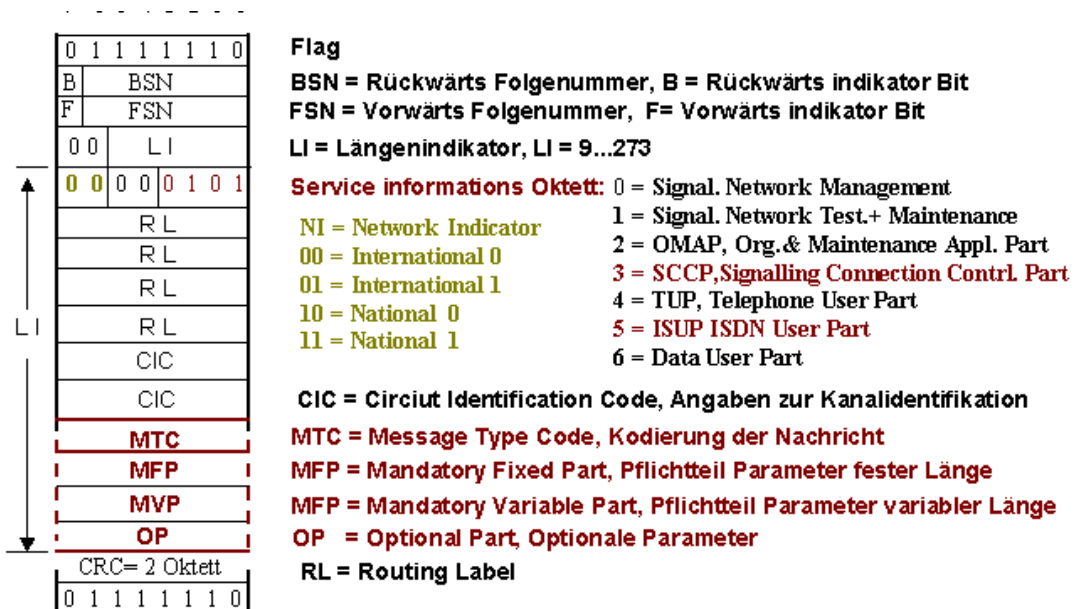 0 1 1 1 1 1 1 0 Flag
B BSN BSN = Rückwärts Folgenummer, B = Rückwärts indikator Bit
F FSN FSN = Vorwärts Folgenummer, F= Vorwärts indikator Bit
0 0 L I LI = Längenindikator, LI = 9...273
0 0 0 0 0 1 0 1 Service informations Oktett: 0 = Signal. Network Management
R L 1 = Signal. Network Test.+ Maintenance
NI = Network Indicator
R L 2 = OMAP, Org.& Maintenance Appl. Part
00 = International 0
R L 3 = SCCP,Signalling Connection Contrl. Part
01 = International 1
4 = TUP, Telephone User Part
10 = National 0
L I R L 5 = ISUP ISDN User Part
11 = National 1
CIC 6 = Data User Part
CIC CIC = Circiut Identification Code, Angaben zur Kanalidentifikation
MTC MTC = Message Type Code, Kodierung der Nachricht
MFP MFP = Mandatory Fixed Part, Pflichtteil Parameter fester Länge
MVP MFP = Mandatory Variable Part, Pflichtteil Parameter variabler Länge
OP OP = Optional Part, Optionale Parameter
CRC= 2 Oktett RL = Routing Label
0 1 1 1 1 1 1 0